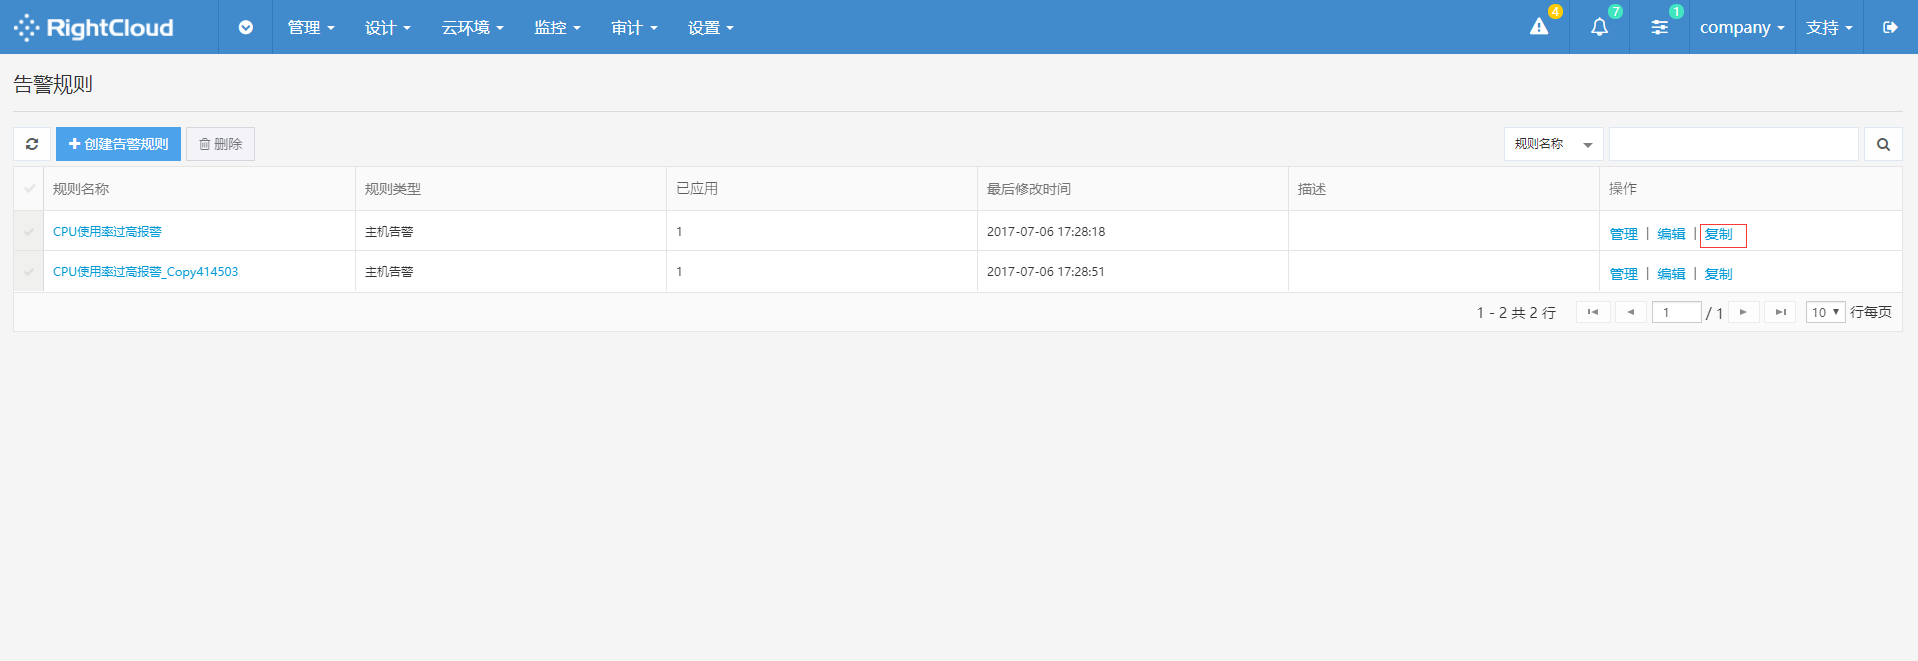 RightCloud 管理 设计 云环境 监控 审计 设置 4 7 1 company 支持
告警规则
创建告警规则 删除 规则名称
规则名称 规则类型 已应用 最后修改时间 描述 操作
CPU使用率过高报警 主机告警 1 2017-07-06 17:28:18 管理 | 编辑 | 复制
CPU使用率过高报警_Copy414503 主机告警 1 2017-07-06 17:28:51 管理 | 编辑 | 复制
1 - 2 共 2 行 1 / 1 10 行每页